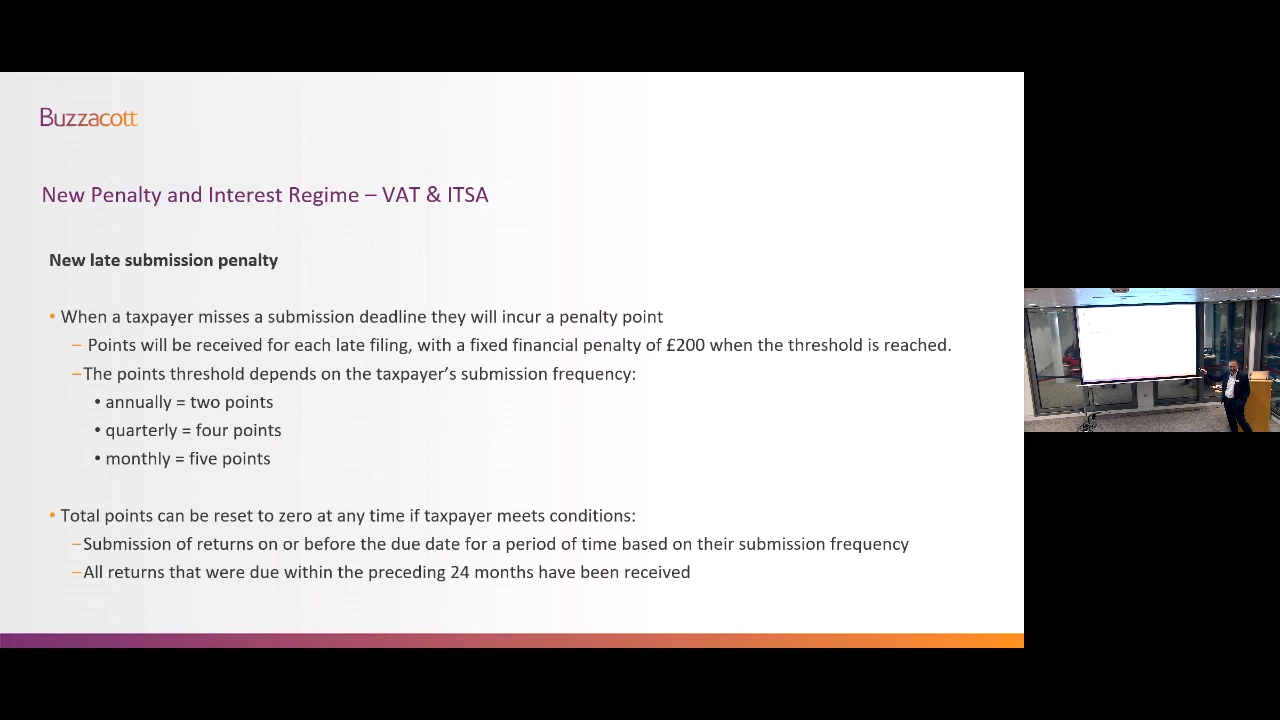 Buzzacott
New Penalty and Interest Regime – VAT & ITSA
New late submission penalty
• When a taxpayer misses a submission deadline they will incur a penalty point
– Points will be received for each late filing, with a fixed financial penalty of £200 when the threshold is reached.
–The points threshold depends on the taxpayer’s submission frequency:
• annually = two points
• quarterly = four points
• monthly = five points
• Total points can be reset to zero at any time if taxpayer meets conditions:
–Submission of returns on or before the due date for a period of time based on their submission frequency
–All returns that were due within the preceding 24 months have been received